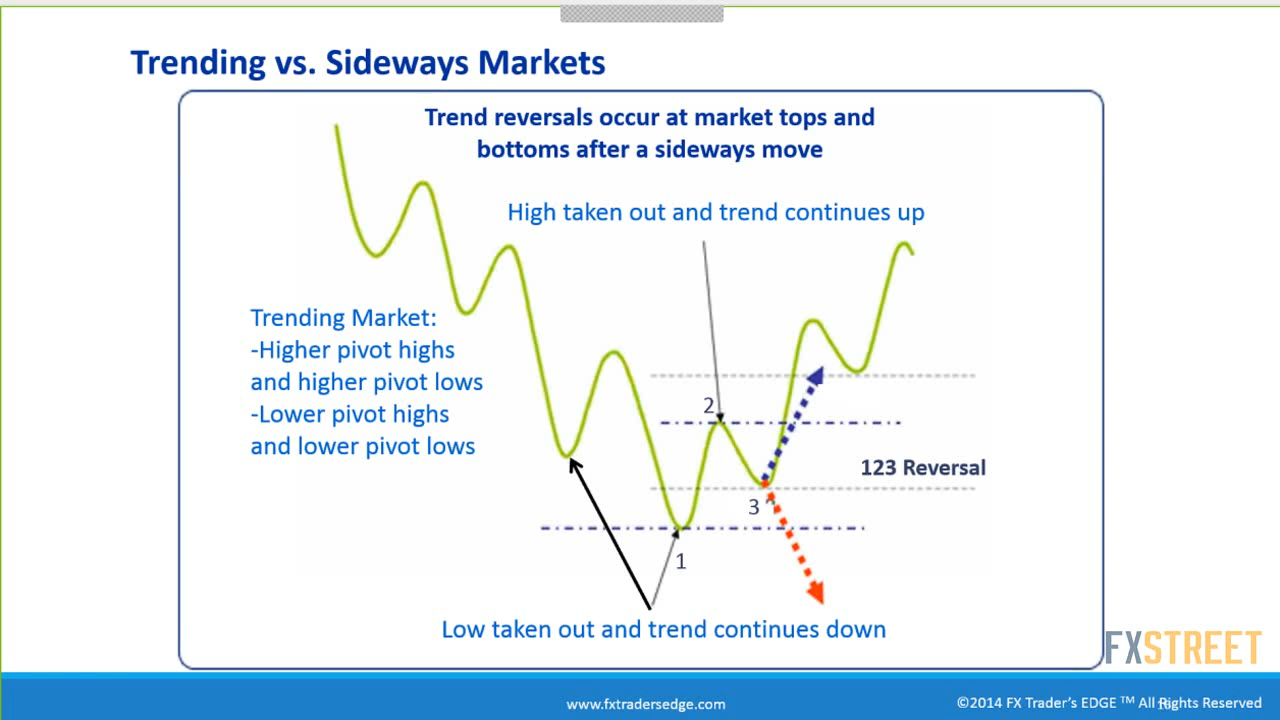 Trending vs. Sideways Markets
Trend reversals occur at market tops and
bottoms after a sideways move
High taken out and trend continues up
Trending Market:
-Higher pivot highs
and higher pivot lows
-Lower pivot highs
and lower pivot lows
2
123 Reversal
3
1
Low taken out and trend continues down
FXSTREET
www.fxtradersedge.com
©2014 FX Trader's EDGE ™ All Rights Reserved